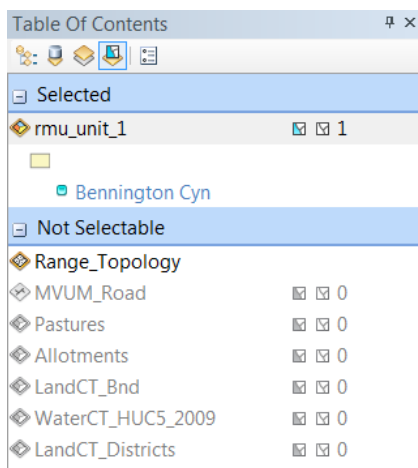 Table Of Contents
Selected
rmu_unit_1 1
Bennington Cyn
Not Selectable
Range_Topology
MVUM_Road 0
Pastures 0
Allotments 0
LandCT_Bnd 0
WaterCT_HUC5_2009 0
LandCT_Districts 0